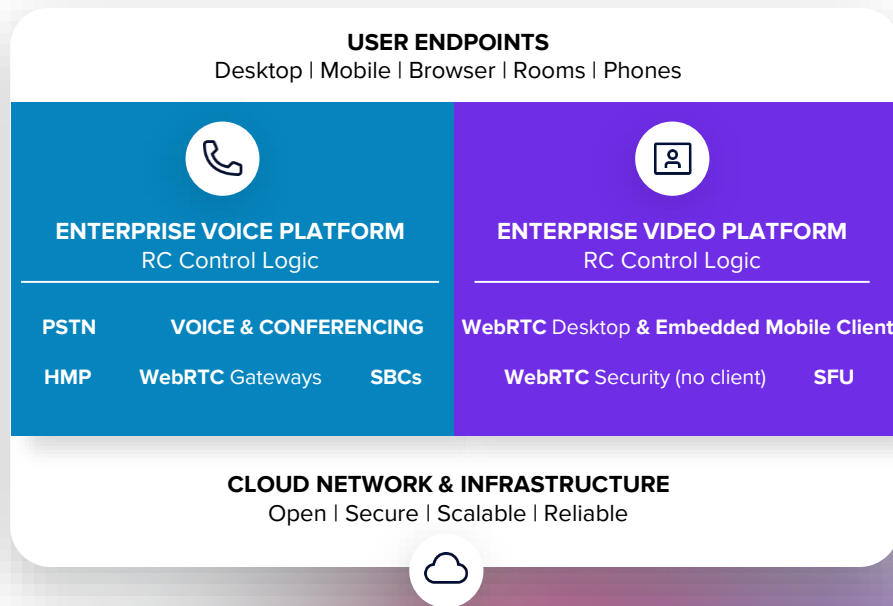 USER ENDPOINTS
Desktop | Mobile | Browser | Rooms | Phones
ENTERPRISE VOICE PLATFORM
RC Control Logic
PSTN VOICE & CONFERENCING
HMP WebRTC Gateways SBCs
ENTERPRISE VIDEO PLATFORM
RC Control Logic
WebRTC Desktop & Embedded Mobile Client
WebRTC Security (no client) SFU
CLOUD NETWORK & INFRASTRUCTURE
Open | Secure | Scalable | Reliable